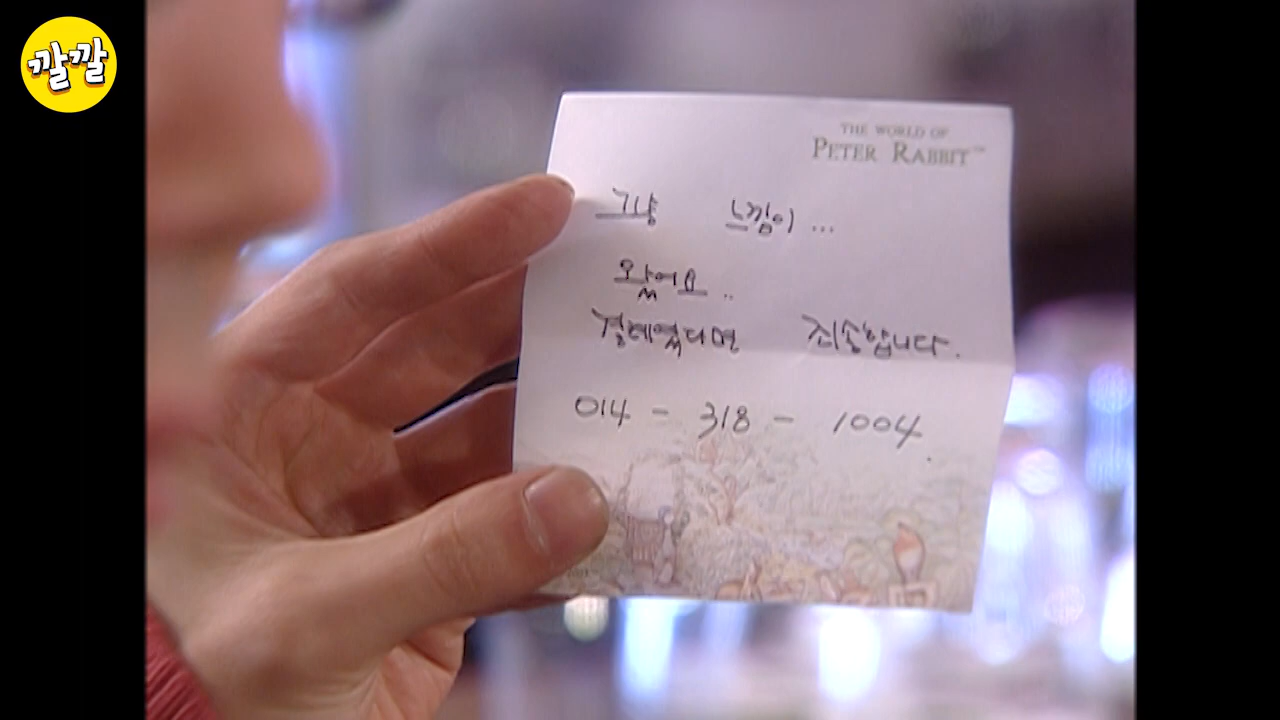 깔깔
THE WORLD OF
PETER RABBIT™
그냥 느낌이...
왔어요..
결례였다면 죄송합니다.
014 - 318 - 1004